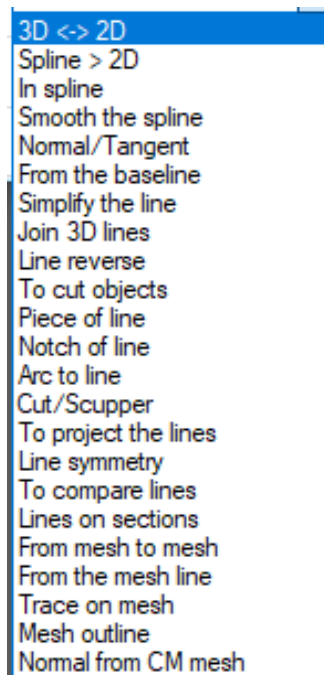 3D <-> 2D
Spline > 2D
In spline
Smooth the spline
Normal/Tangent
From the baseline
Simplify the line
Join 3D lines
Line reverse
To cut objects
Piece of line
Notch of line
Arc to line
Cut/Scupper
To project the lines
Line symmetry
To compare lines
Lines on sections
From mesh to mesh
From the mesh line
Trace on mesh
Mesh outline
Normal from CM mesh